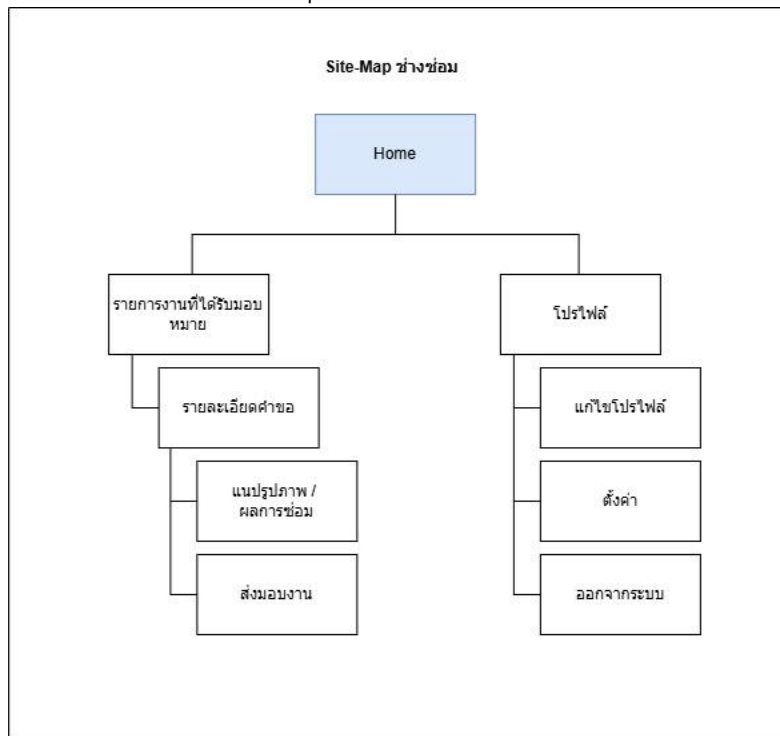 Site-Map ช่างซ่อม
Home
รายการงานที่ได้รับมอบ
หมาย
รายละเอียดคำขอ
แนปรูปภาพ /
ผลการซ่อม
ส่งมอบงาน
โปรไฟล์
แก้ไขโปรไฟล์
ตั้งค่า
ออกจากระบบ